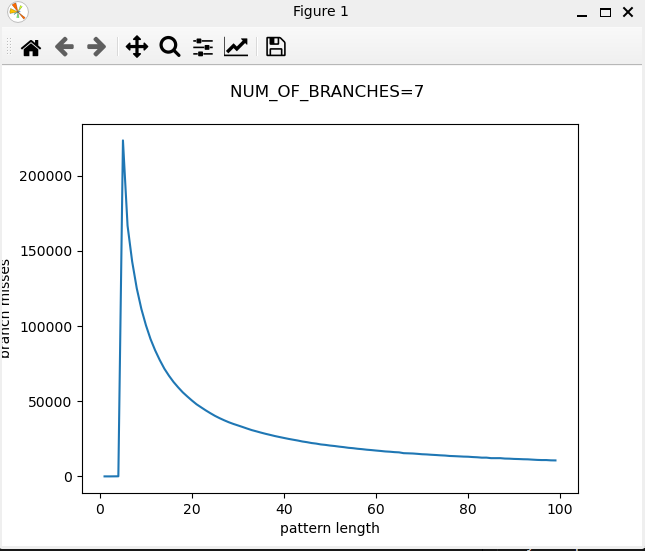 Figure 1
NUM_OF_BRANCHES=7
200000
150000
100000
50000
0
branch misses
0 20 40 60 80 100
pattern length